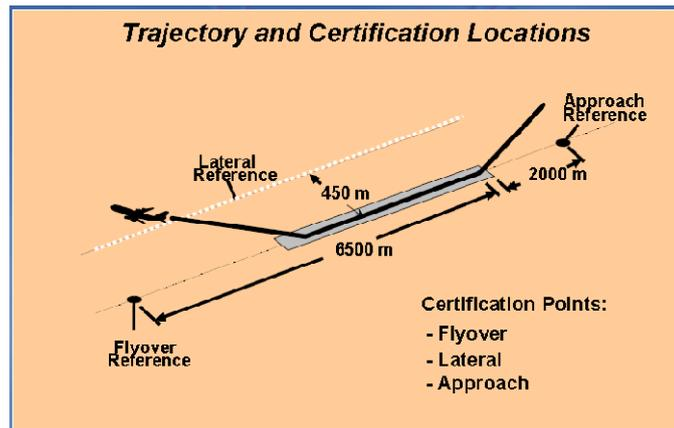 Trajectory and Certification Locations
Approach
Reference
Lateral
Reference
450 m
2000 m
6500 m
Flyover
Reference
Certification Points:
- Flyover
- Lateral
- Approach